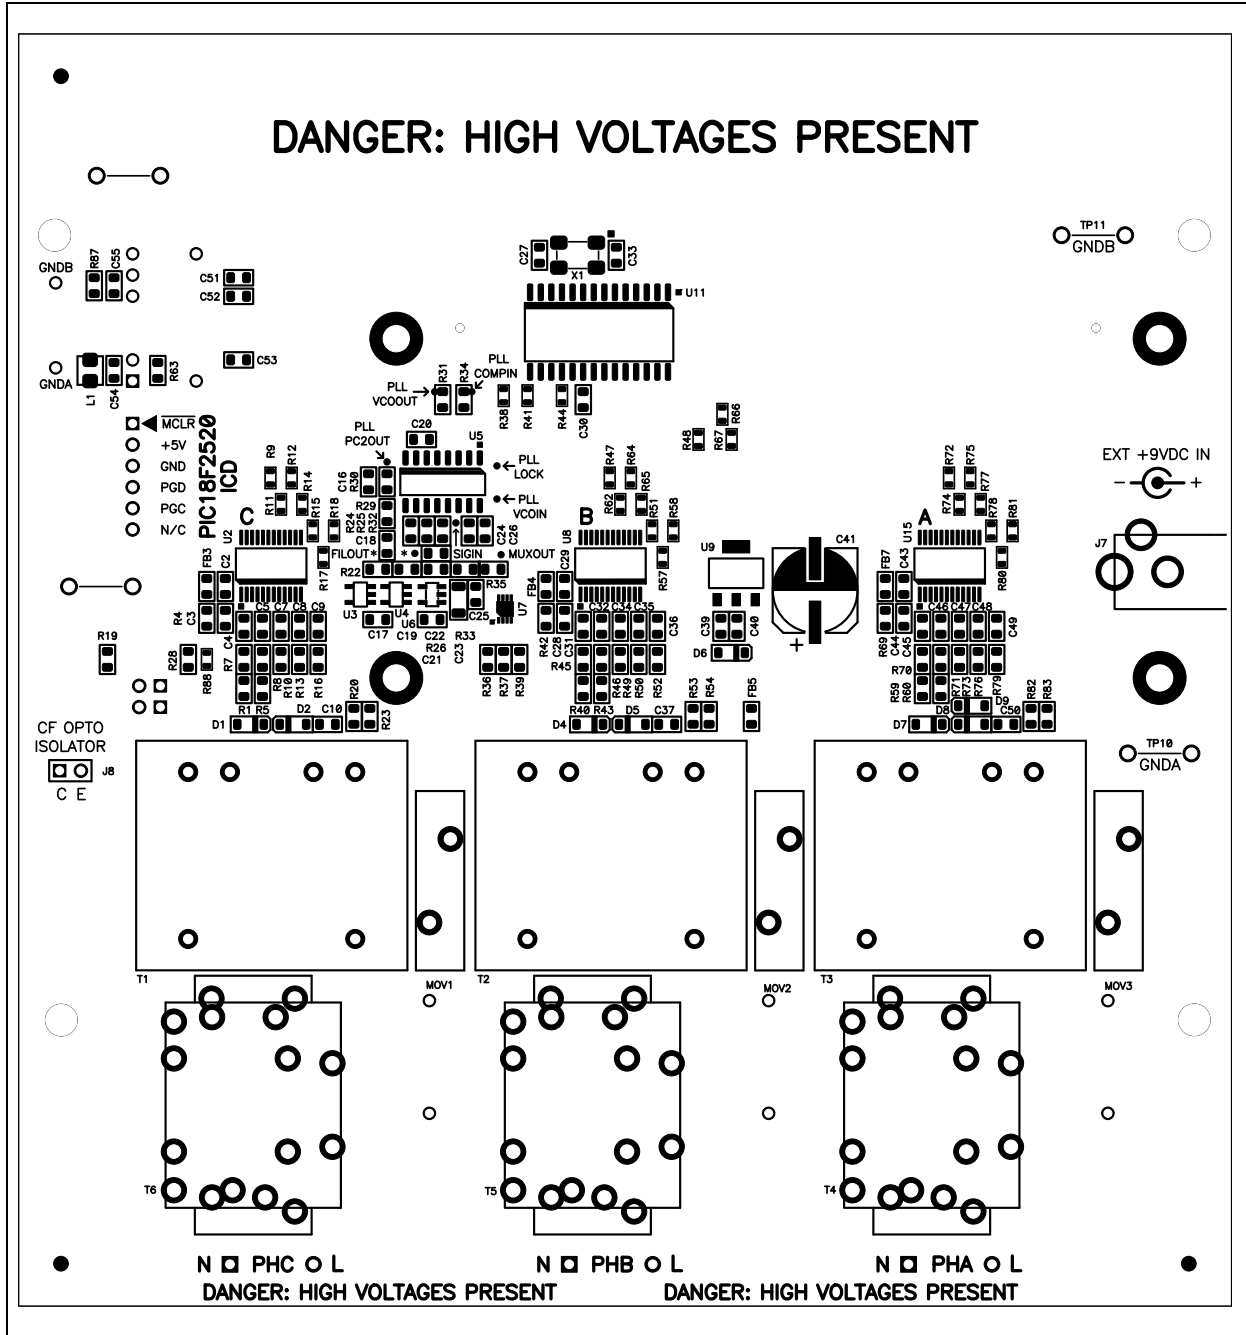 DANGER: HIGH VOLTAGES PRESENT
TP11
GNDB
GNDB
R87
C55
C51
C52
C27
X1
C33
U11
C53
GNDA
L1
C54
R63
PLL
COMPIN
R31
R34
PLL
VCOOUT
R38
R41
R44
C30
R66
R48
R67
MCLR
+5V
GND
PGD
PGC
N/C
PIC18F2520
ICD
PLL
PC2OUT
C20
U5
PLL
LOCK
PLL
VCOIN
C16
R30
R29
R24
R25
R32
C18
C24
C26
FILOUT*
*
SIGIN
MUXOUT
R9
R12
R11
R14
R15
R18
C
U2
R17
FB3
C2
R4
C3
C4
C5
C7
C8
C9
R22
U3
U4
U6
C17
C19
C22
R26
C21
C23
R33
C25
R35
U7
R47
R64
R62
R65
R51
R58
B
U8
C29
R57
FB4
R42
C28
C31
C32
C34
C35
C36
U9
C41
+
C39
C40
D6
R72
R75
R74
R77
R78
R81
A
U15
FB7
C43
R80
R69
C44
C45
C46
C47
C48
C49
EXT +9VDC IN
-
+
J7
R19
R28
R88
R7
R6
R10
R13
R16
R1
R5
D1
D2
C10
R20
R23
R36
R37
R39
R45
R46
R49
R50
R52
R40
R43
D4
D5
C37
R53
R54
FB5
R70
R59
R60
R71
R73
R76
R79
D7
D8
D9
C50
R82
R83
CF OPTO
ISOLATOR
J8
C E
TP10
GNDA
T1
MOV1
T2
MOV2
T3
MOV3
T6
T5
T4
N PHC L
N PHB L
N PHA L
DANGER: HIGH VOLTAGES PRESENT
DANGER: HIGH VOLTAGES PRESENT